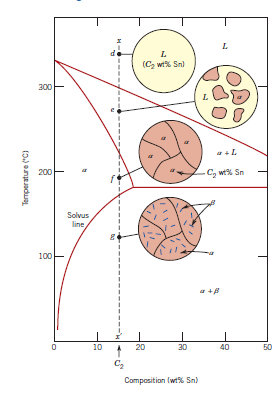 x
d
L
(C2 wt% Sn)
L
300
e
L
α
α
α
α
α
α + L
Temperature (°C)
200
α
f
C2 wt% Sn
Solvus
line
β
g
100
α
α + β
x′
0
10
20
30
40
50
C2
Composition (wt% Sn)